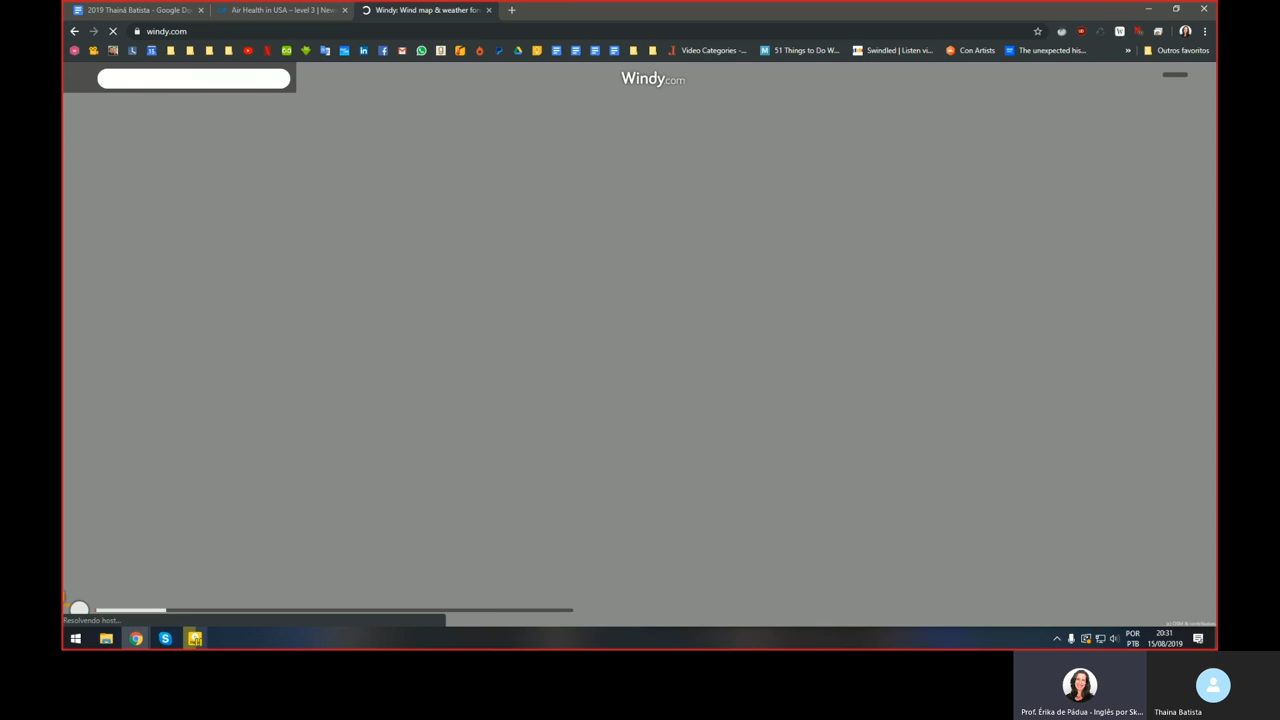 2019 Thainá Batista - Google Do
Air Health in USA – level 3 | New
Windy: Wind map & weather for
windy.com
Video Categories -...
51 Things to Do W...
Swindled | Listen vi...
Con Artists
The unexpected his...
»
Outros favoritos
Windy.com
Resolvendo host...
POR
PTB
20:31
15/08/2019
Prof. Érika de Pádua - Inglês por Sk...
Thaina Batista